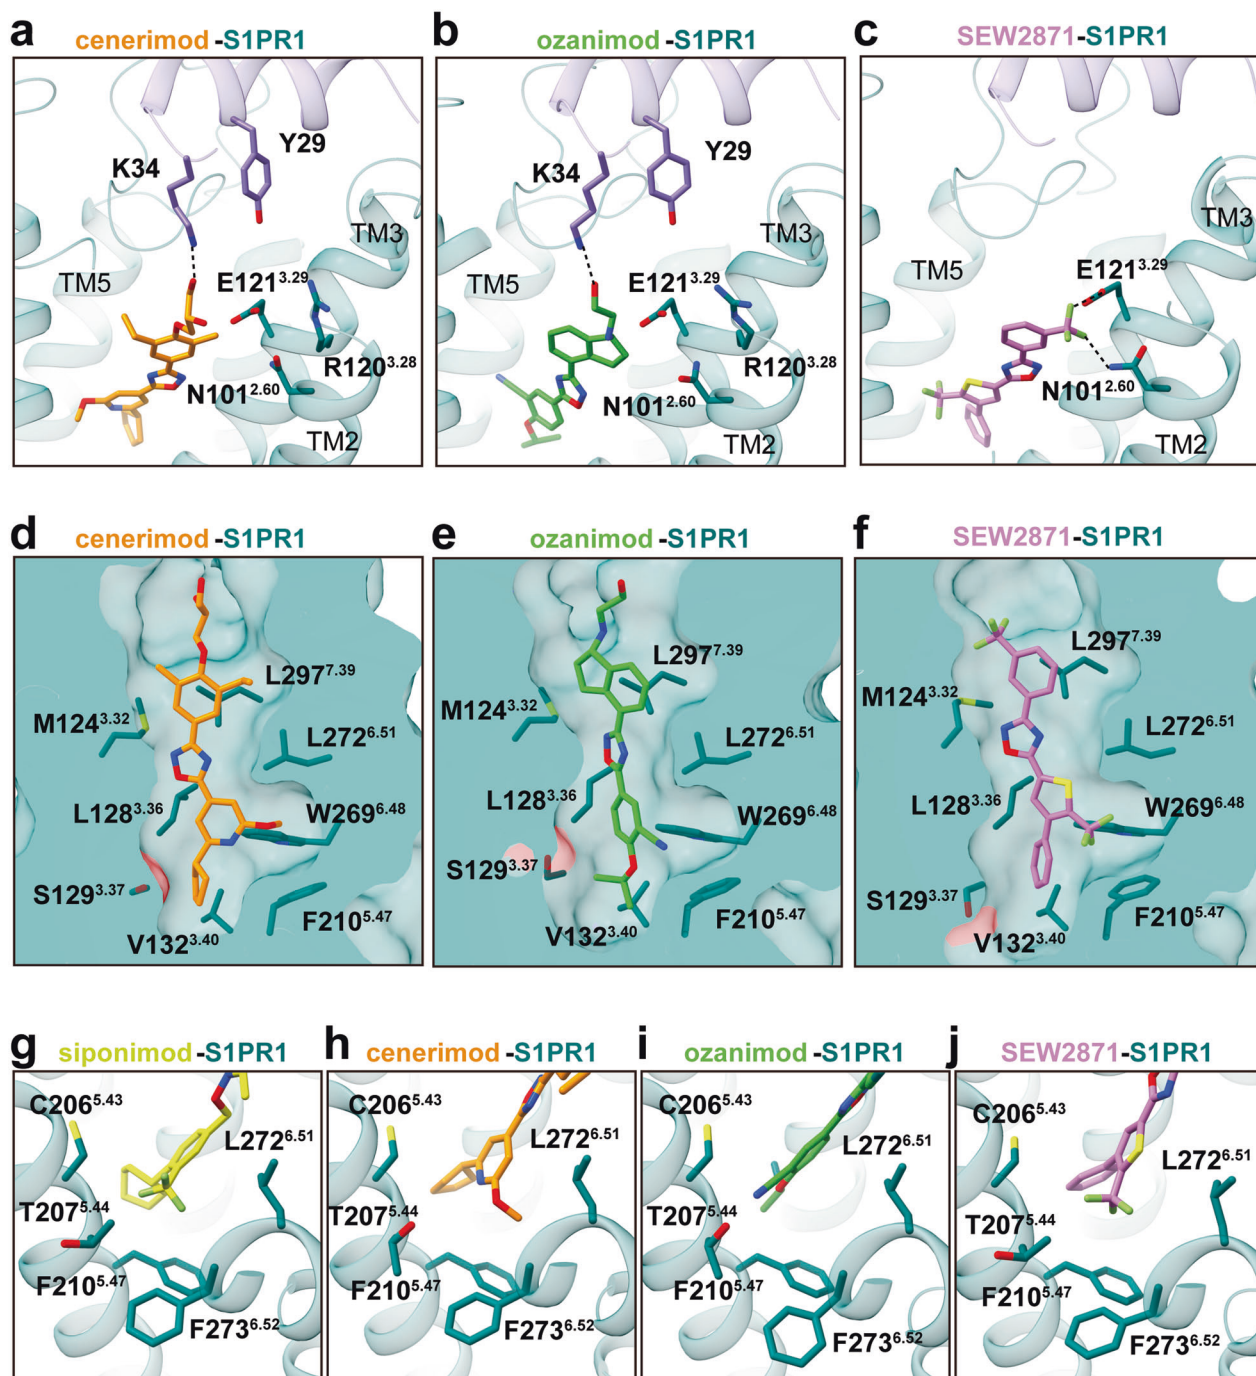 a cenerimod -S1PR1
b ozanimod -S1PR1
c SEW2871-S1PR1
K34
Y29
TM3
TM5
E121^3.29
R120^3.28
N101^2.60
TM2
K34
Y29
TM3
TM5
E121^3.29
R120^3.28
N101^2.60
TM2
TM3
TM5
E121^3.29
N101^2.60
TM2
d cenerimod -S1PR1
e ozanimod -S1PR1
f SEW2871-S1PR1
L297^7.39
M124^3.32
L272^6.51
L128^3.36
W269^6.48
S129^3.37
F210^5.47
V132^3.40
L297^7.39
M124^3.32
L272^6.51
L128^3.36
W269^6.48
S129^3.37
F210^5.47
V132^3.40
L297^7.39
M124^3.32
L272^6.51
L128^3.36
W269^6.48
S129^3.37
F210^5.47
V132^3.40
g siponimod -S1PR1
h cenerimod -S1PR1
i ozanimod -S1PR1
j SEW2871-S1PR1
C206^5.43
L272^6.51
T207^5.44
F210^5.47
F273^6.52
C206^5.43
L272^6.51
T207^5.44
F210^5.47
F273^6.52
C206^5.43
L272^6.51
T207^5.44
F210^5.47
F273^6.52
C206^5.43
L272^6.51
T207^5.44
F210^5.47
F273^6.52